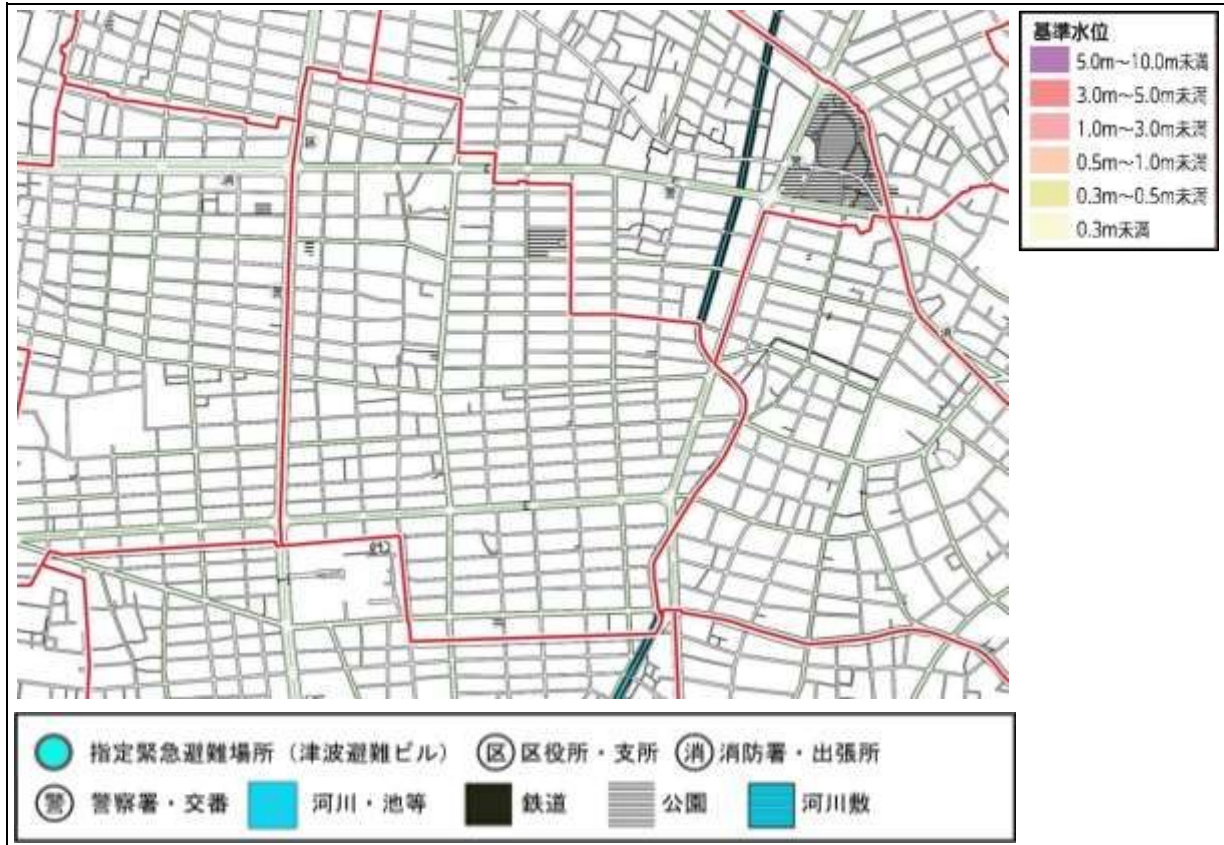 基準水位
5.0m～10.0m未満
3.0m～5.0m未満
1.0m～3.0m未満
0.5m～1.0m未満
0.3m～0.5m未満
0.3m未満
区
消
指定緊急避難場所（津波避難ビル） 区 区役所・支所 消 消防署・出張所
警 警察署・交番 河川・池等 鉄道 公園 河川敷